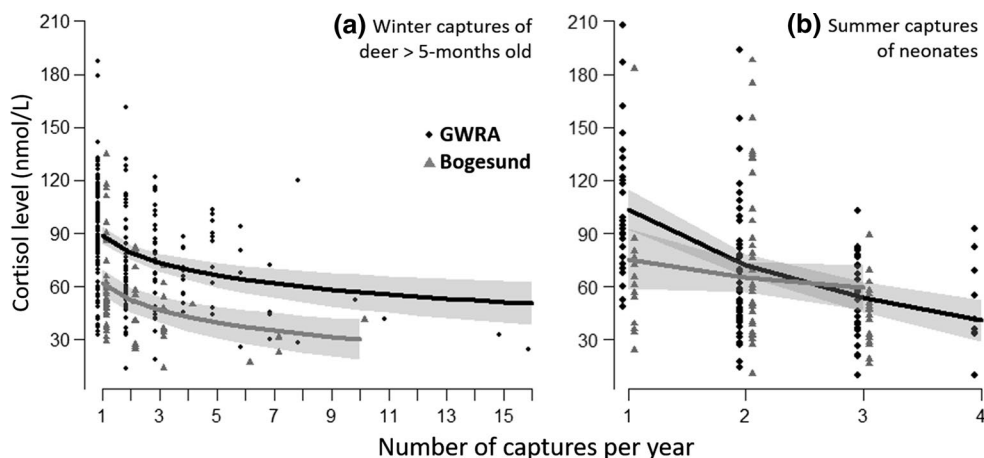 (a) Winter captures of
deer > 5-months old
(b) Summer captures
of neonates
GWRA
Bogesund
Cortisol level (nmol/L)
210
180
150
120
90
60
30
210
180
150
120
90
60
30
1 3 5 7 9 11 13 15
1 2 3 4
Number of captures per year